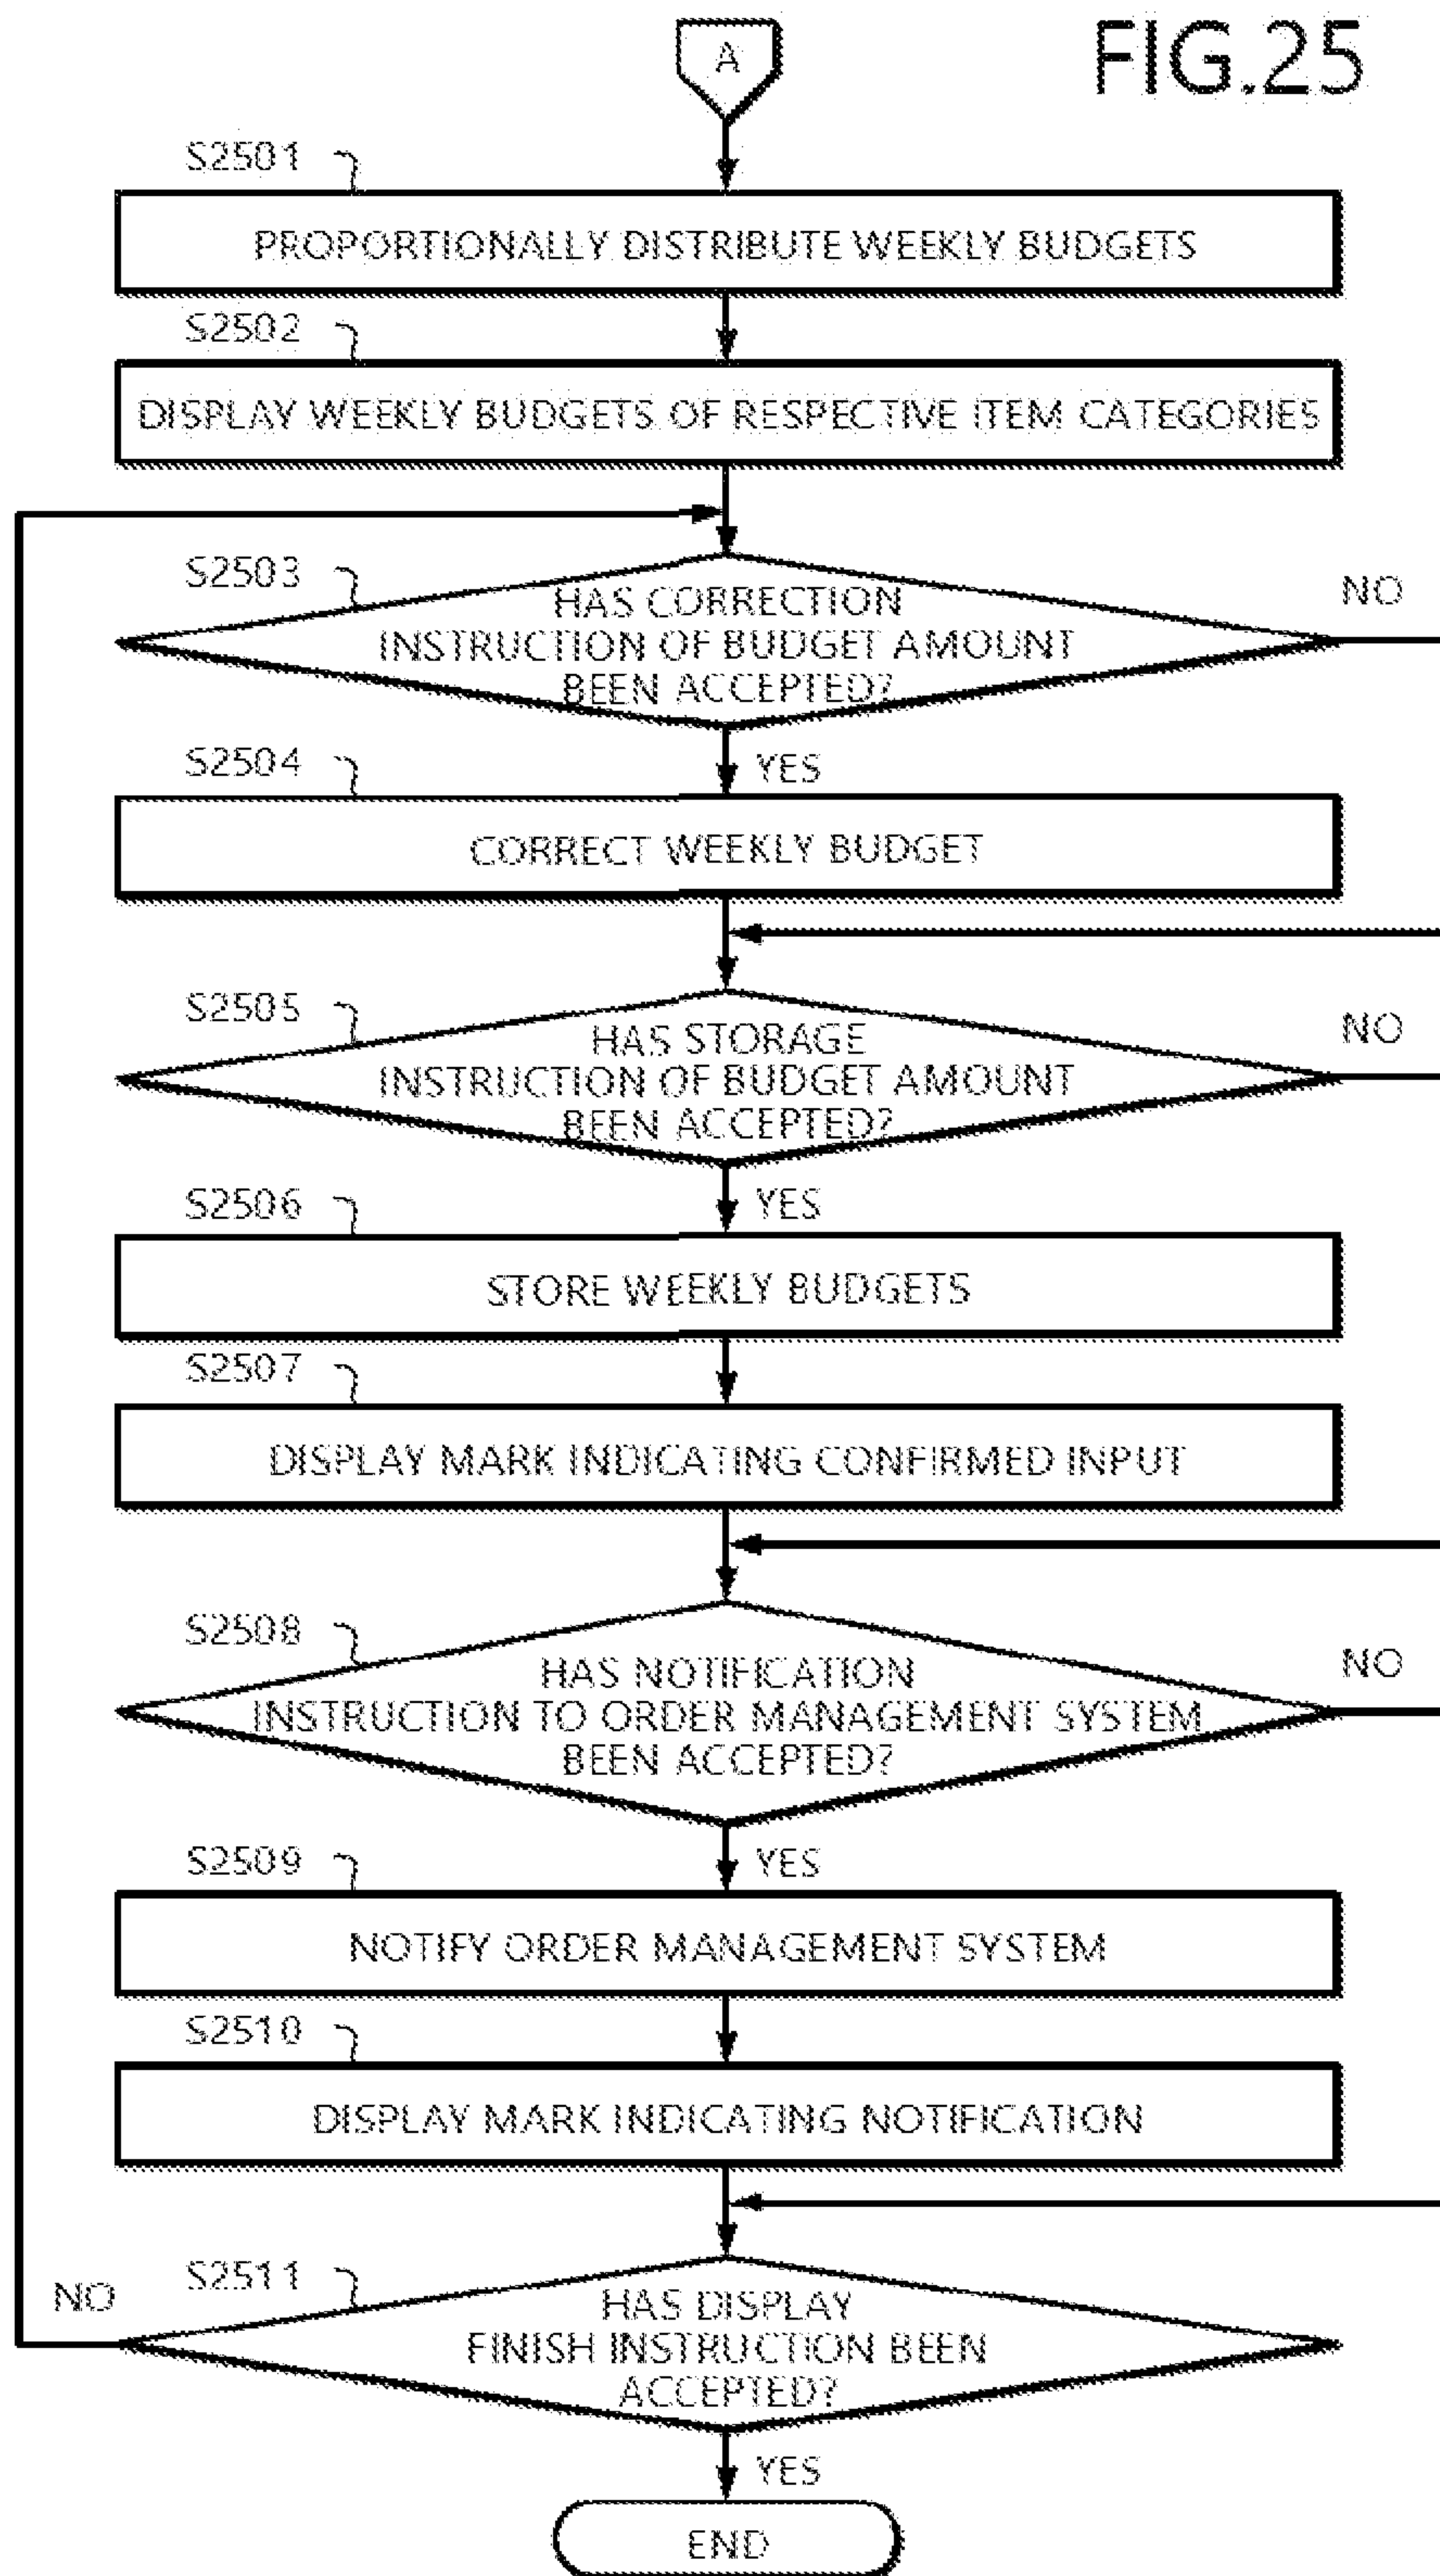 FIG.25
A
S2501
PROPORTIONALLY DISTRIBUTE WEEKLY BUDGETS
S2502
DISPLAY WEEKLY BUDGETS OF RESPECTIVE ITEM CATEGORIES
S2503
HAS CORRECTION
INSTRUCTION OF BUDGET AMOUNT
BEEN ACCEPTED?
NO
YES
S2504
CORRECT WEEKLY BUDGET
S2505
HAS STORAGE
INSTRUCTION OF BUDGET AMOUNT
BEEN ACCEPTED?
NO
YES
S2506
STORE WEEKLY BUDGETS
S2507
DISPLAY MARK INDICATING CONFIRMED INPUT
S2508
HAS NOTIFICATION
INSTRUCTION TO ORDER MANAGEMENT SYSTEM
BEEN ACCEPTED?
NO
YES
S2509
NOTIFY ORDER MANAGEMENT SYSTEM
S2510
DISPLAY MARK INDICATING NOTIFICATION
S2511
NO
HAS DISPLAY
FINISH INSTRUCTION BEEN
ACCEPTED?
YES
END